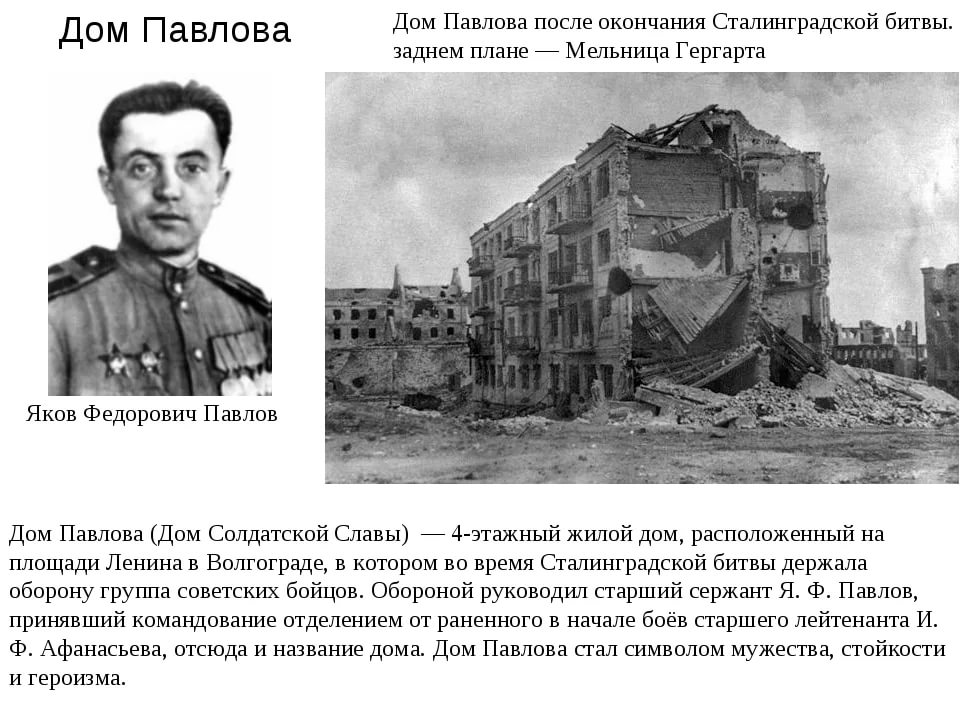 Дом Павлова
Дом Павлова после окончания Сталинградской битвы.
заднем плане — Мельница Гергарта
Яков Федорович Павлов
Дом Павлова (Дом Солдатской Славы)  — 4-этажный жилой дом, расположенный на
площади Ленина в Волгограде, в котором во время Сталинградской битвы держала
оборону группа советских бойцов. Обороной руководил старший сержант Я. Ф. Павлов,
принявший командование отделением от раненного в начале боёв старшего лейтенанта И.
Ф. Афанасьева, отсюда и название дома. Дом Павлова стал символом мужества, стойкости
и героизма.